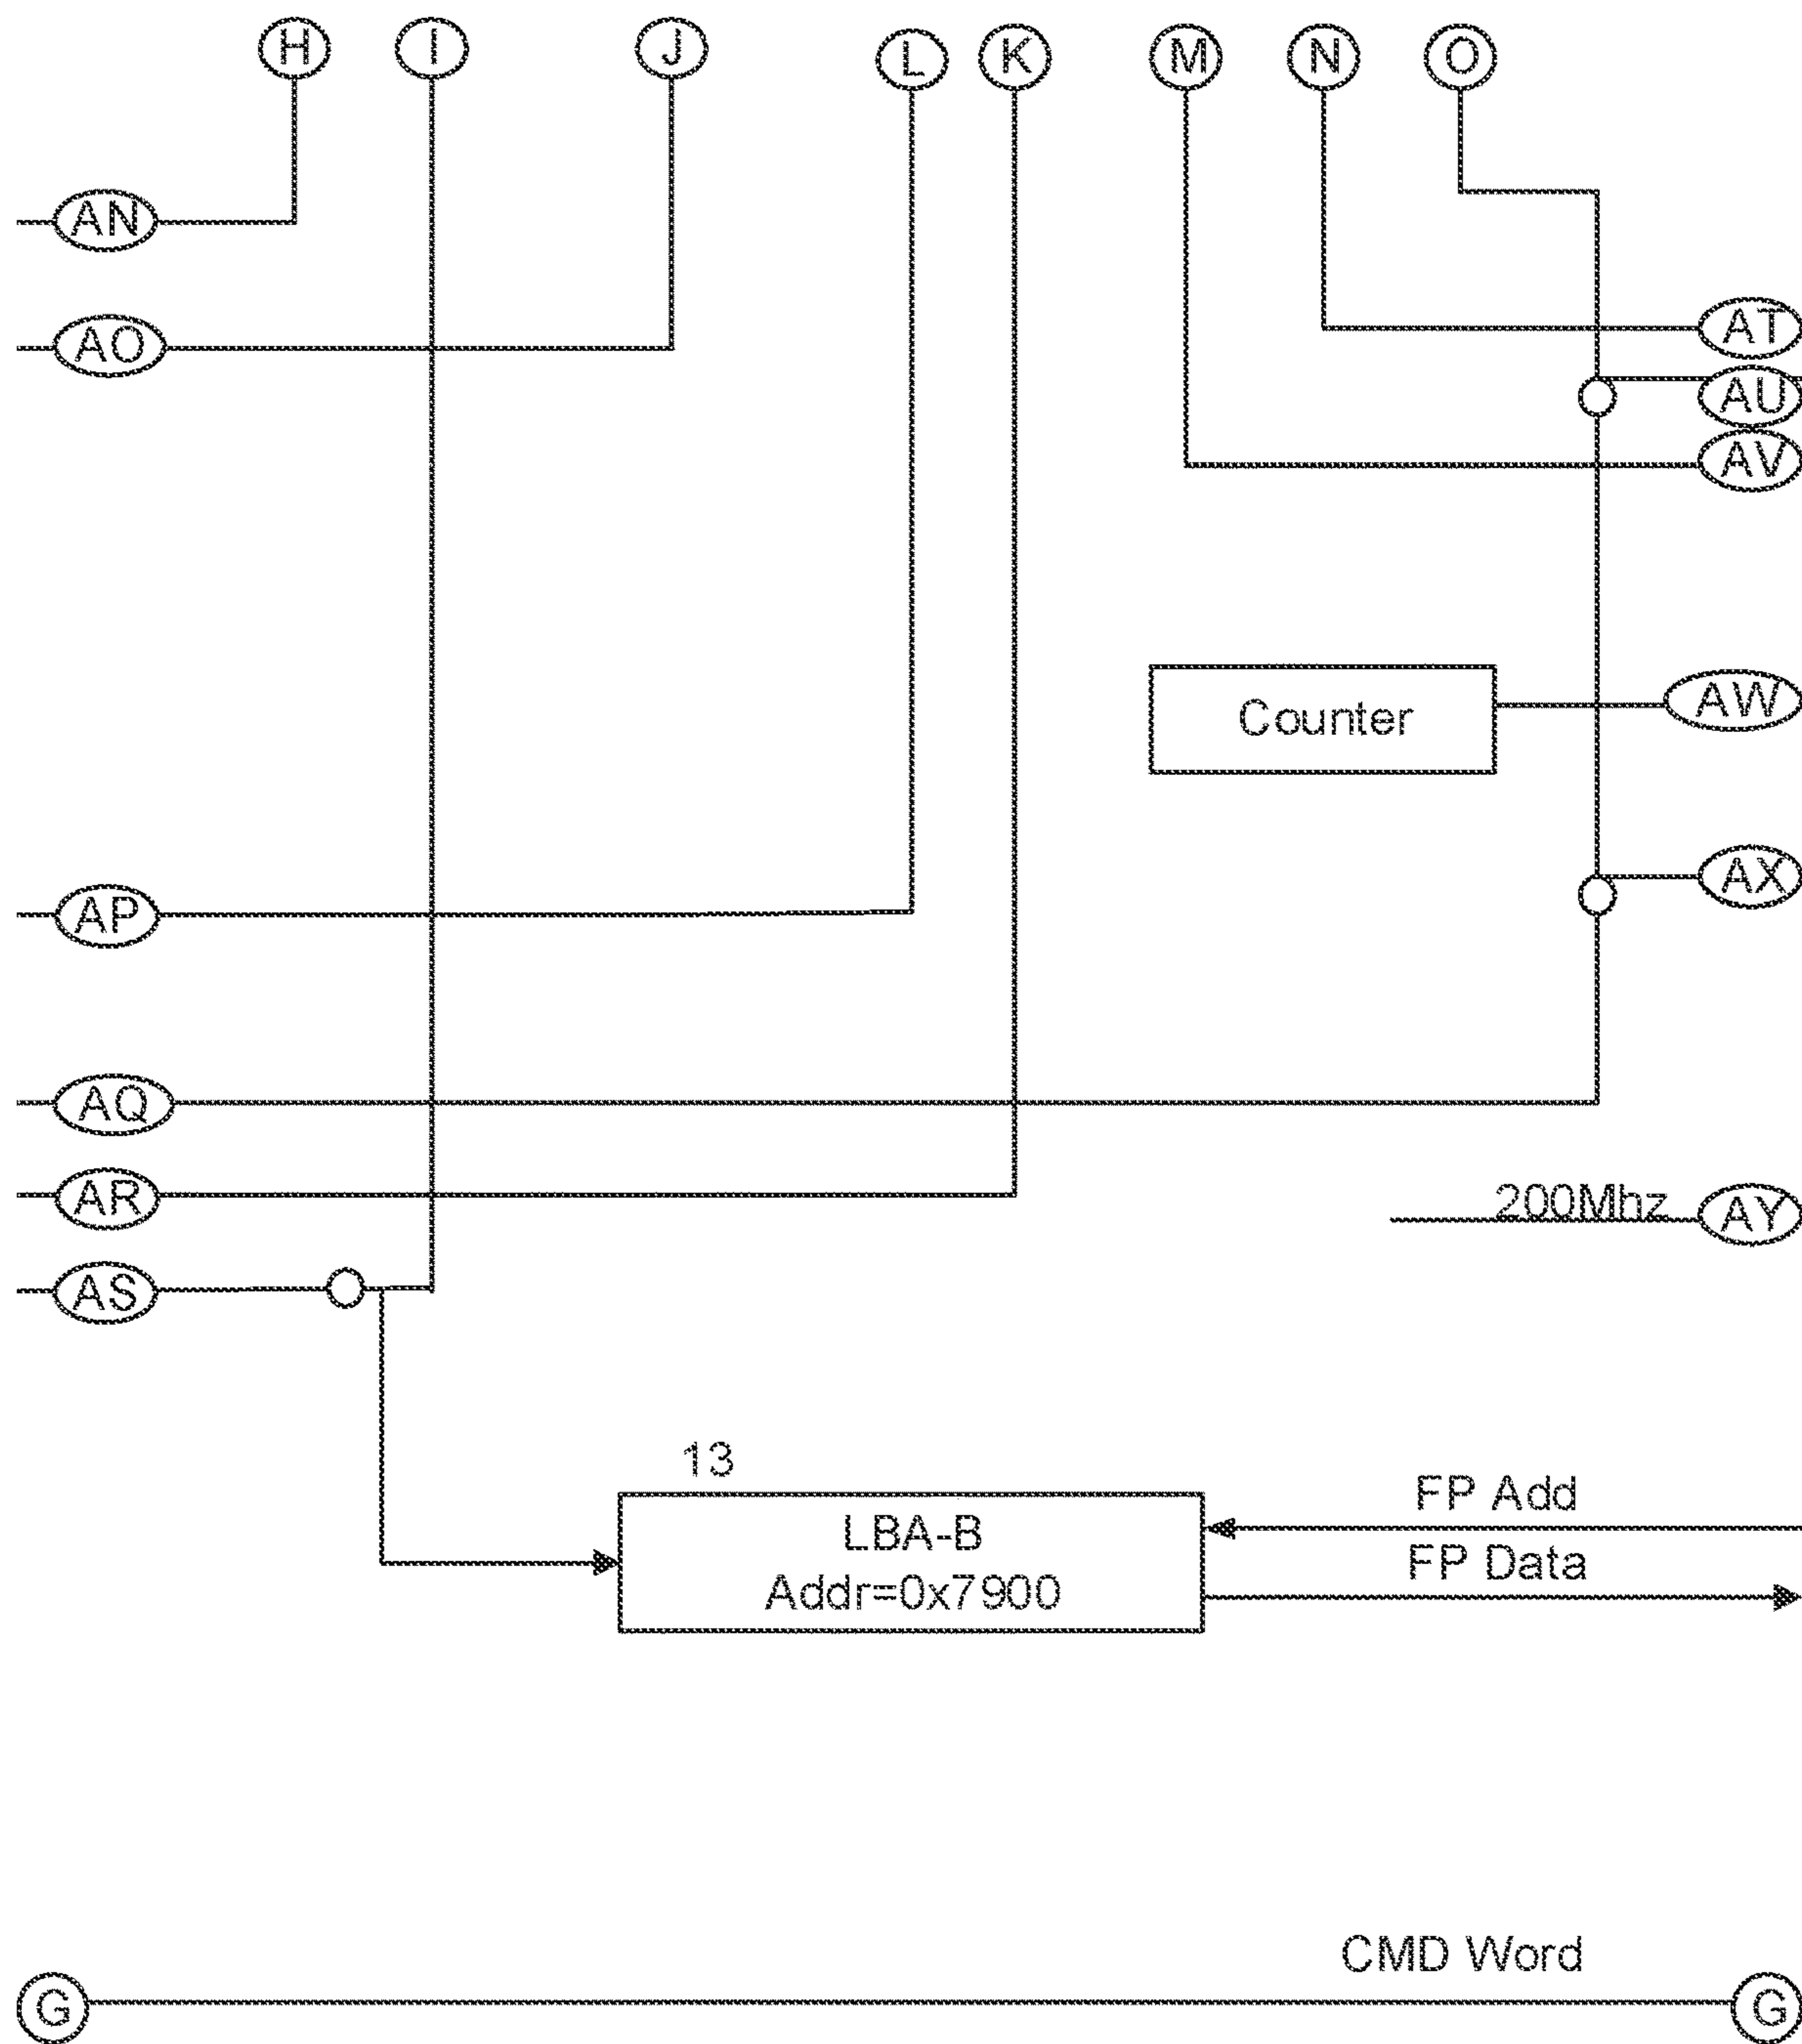 H I J L K M N O
AN
AO
AT
AU
AV
Counter
AW
AP
AX
AQ
AR
200Mhz AY
AS
13
LBA-B
Addr=0x7900
FP Add
FP Data
CMD Word
G G